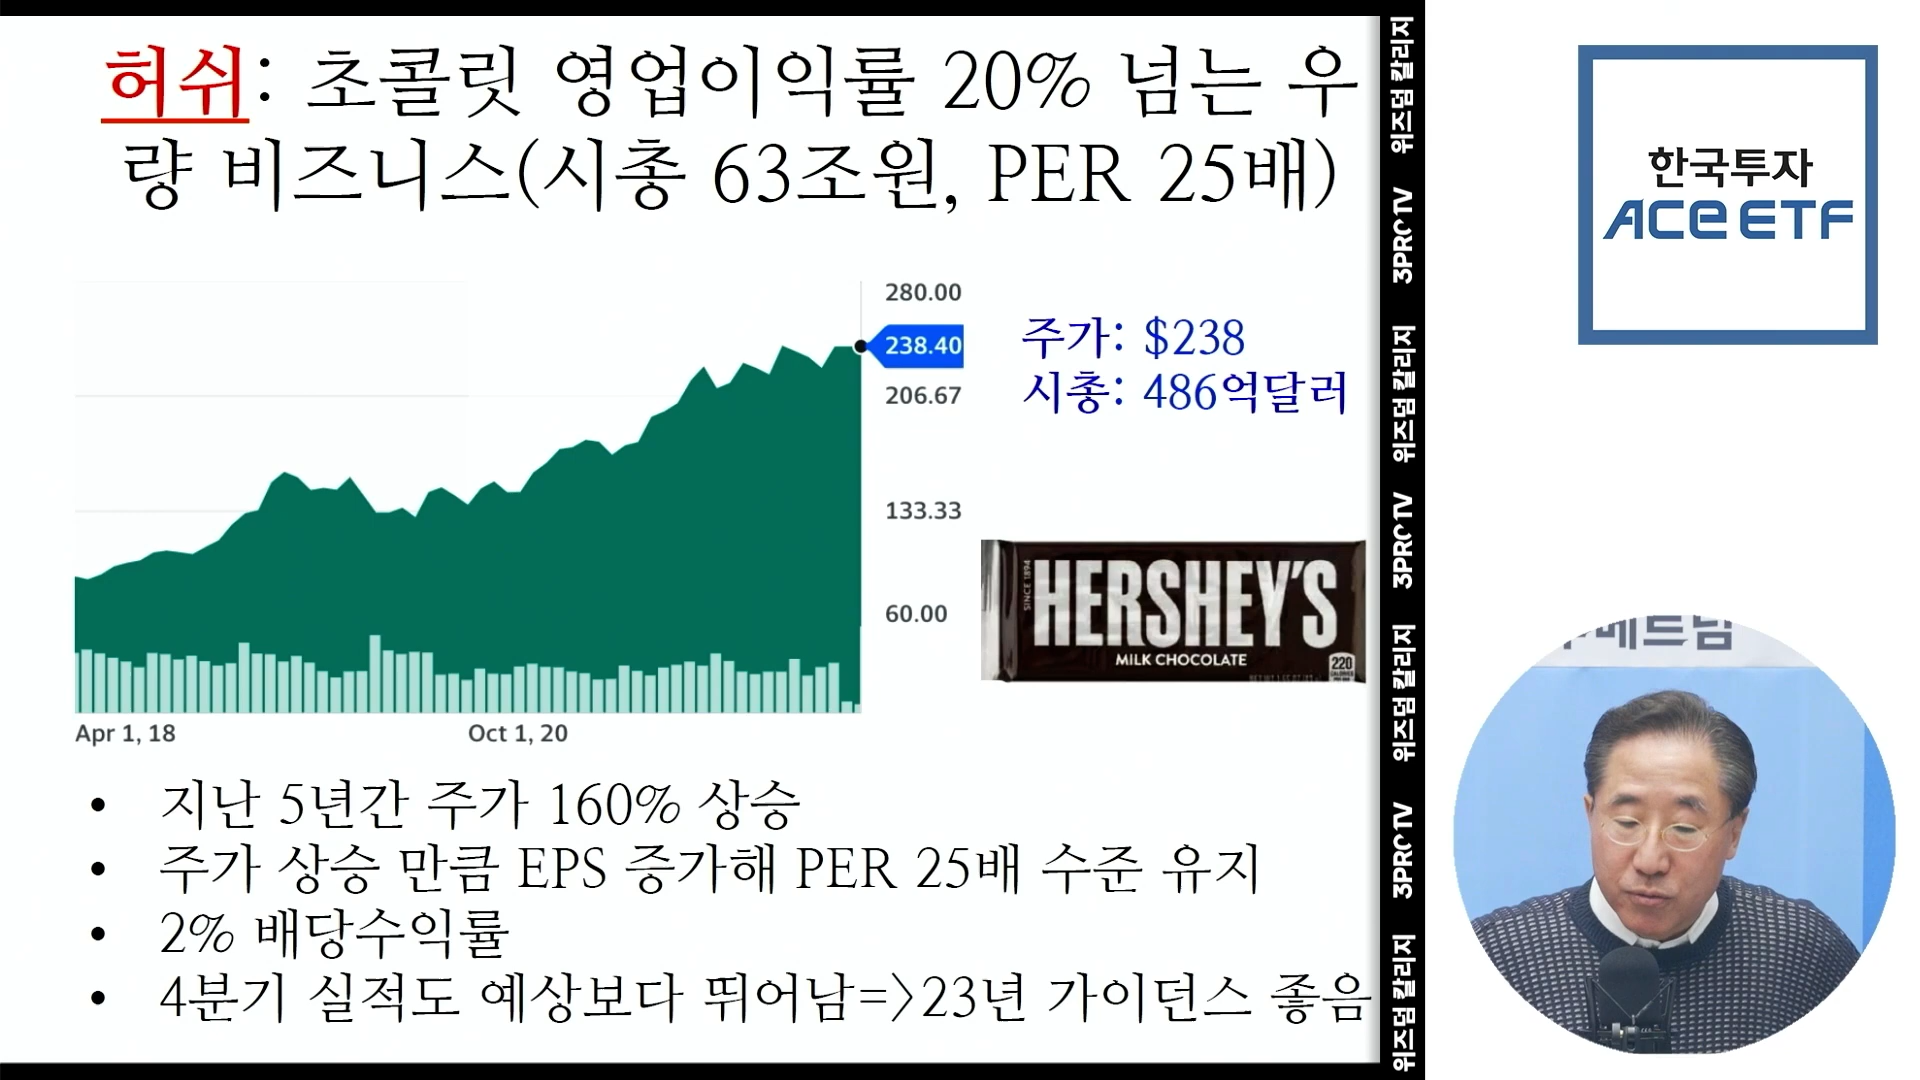 허쉬: 초콜릿 영업이익률 20% 넘는 우
량 비즈니스(시총 63조원, PER 25배)
280.00
238.40
206.67
133.33
60.00
Apr 1, 18
Oct 1, 20
주가: $238
시총: 486억달러
SINCE 1894
HERSHEY'S
MILK CHOCOLATE
220
CALORIES
• 지난 5년간 주가 160% 상승
• 주가 상승 만큼 EPS 증가해 PER 25배 수준 유지
• 2% 배당수익률
• 4분기 실적도 예상보다 뛰어남=>23년 가이던스 좋음
위즈덤 칼리지
3PROTV
위즈덤 칼리지
3PROTV
위즈덤 칼리지
3PROTV
위즈덤 칼리지
한국투자
ACE ETF
베트남